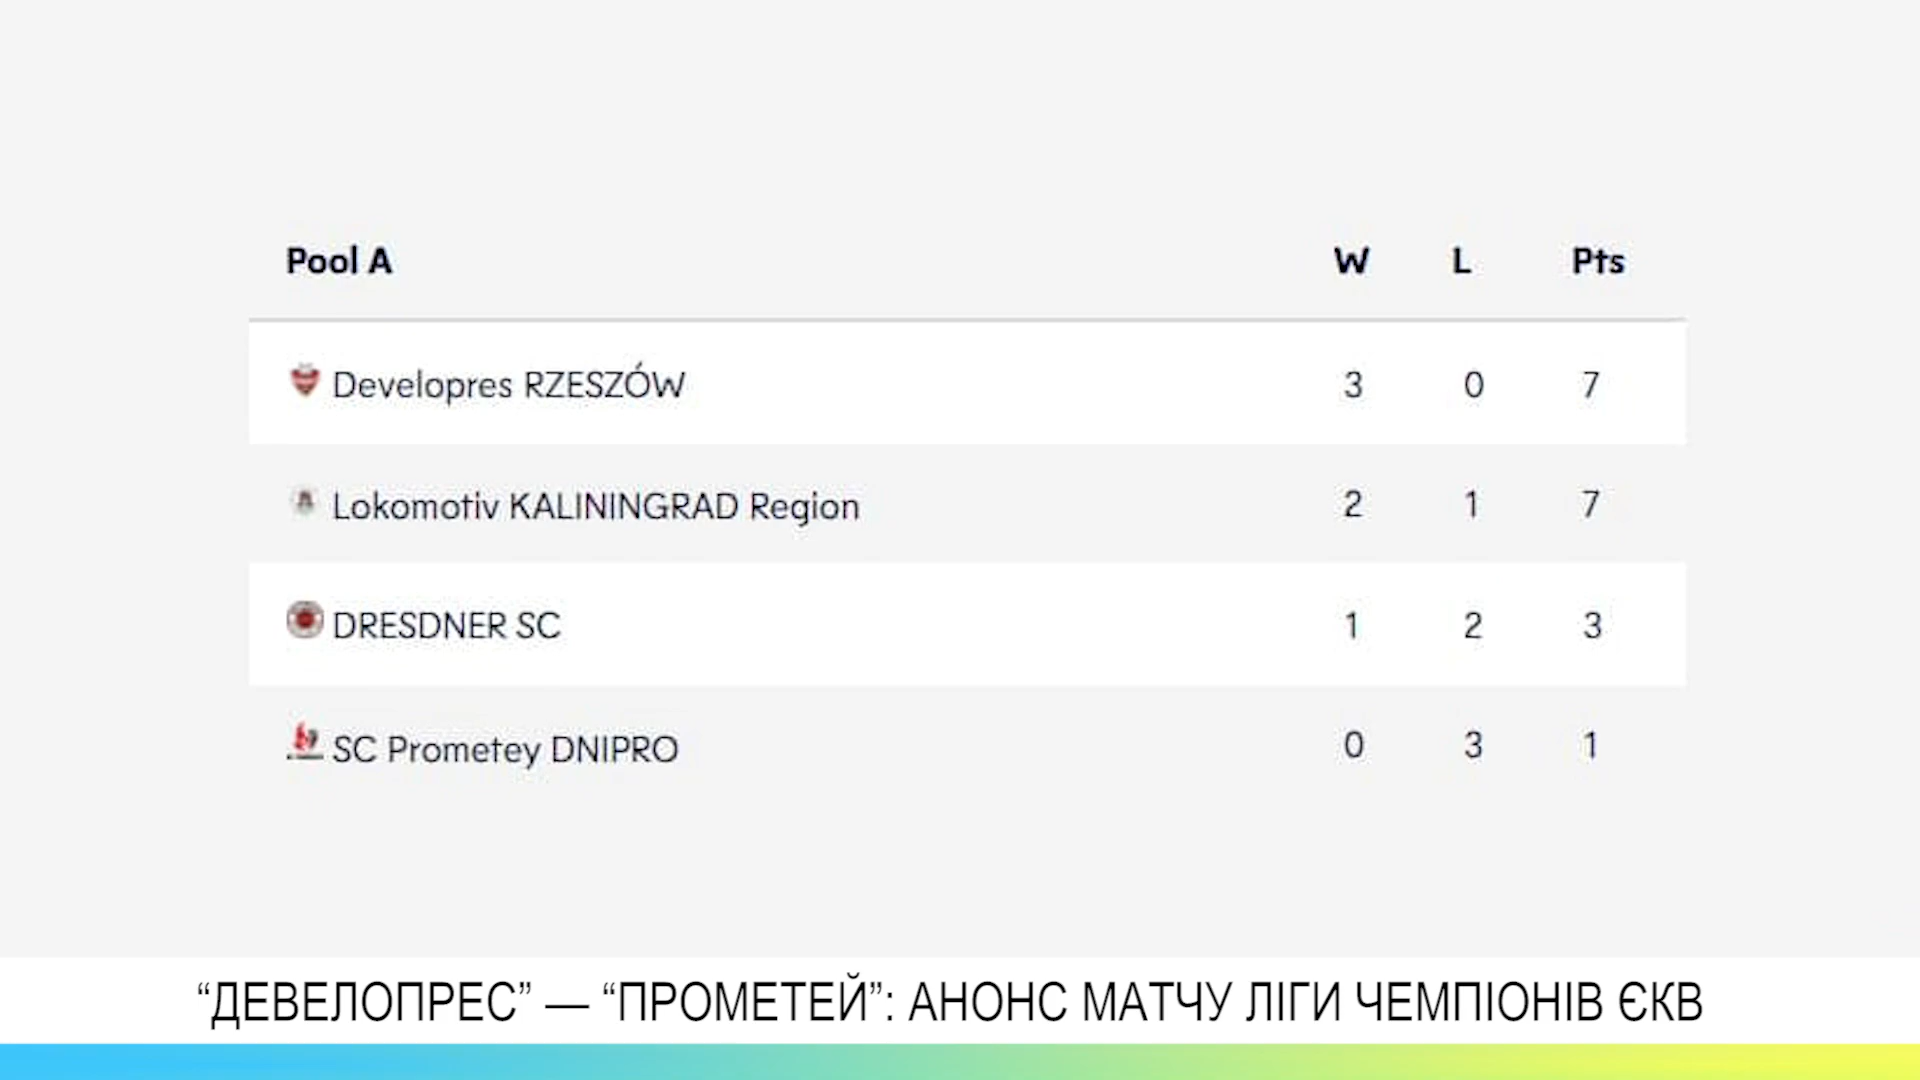 Pool A W L Pts
Developres RZESZÓW 3 0 7
Lokomotiv KALININGRAD Region 2 1 7
DRESDNER SC 1 2 3
SC Prometey DNIPRO 0 3 1
“ДЕВЕЛОПРЕС” — “ПРОМЕТЕЙ”: АНОНС МАТЧУ ЛІГИ ЧЕМПІОНІВ ЄКВ